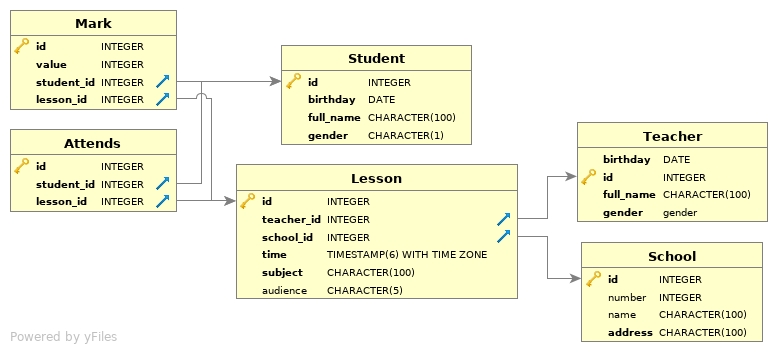 Mark
id INTEGER
value INTEGER
student_id INTEGER
lesson_id INTEGER
Attends
id INTEGER
student_id INTEGER
lesson_id INTEGER
Student
id INTEGER
birthday DATE
full_name CHARACTER(100)
gender CHARACTER(1)
Lesson
id INTEGER
teacher_id INTEGER
school_id INTEGER
time TIMESTAMP(6) WITH TIME ZONE
subject CHARACTER(100)
audience CHARACTER(5)
Teacher
birthday DATE
id INTEGER
full_name CHARACTER(100)
gender gender
School
id INTEGER
number INTEGER
name CHARACTER(100)
address CHARACTER(100)
Powered by yFiles